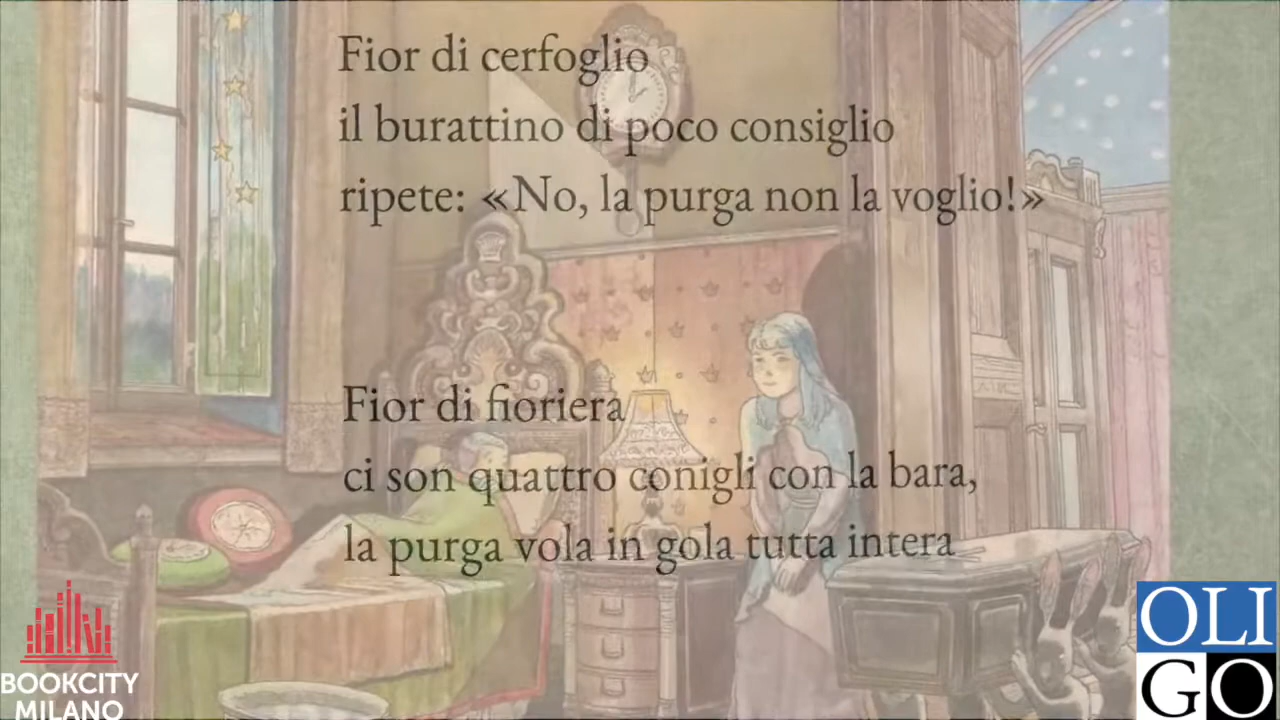 Fior di cerfoglio
il burattino di poco consiglio
ripete: «No, la purga non la voglio!»
Fior di fioriera
ci son quattro conigli con la bara,
la purga vola in gola tutta intera
BOOKCITY
MILANO
OLI
GO